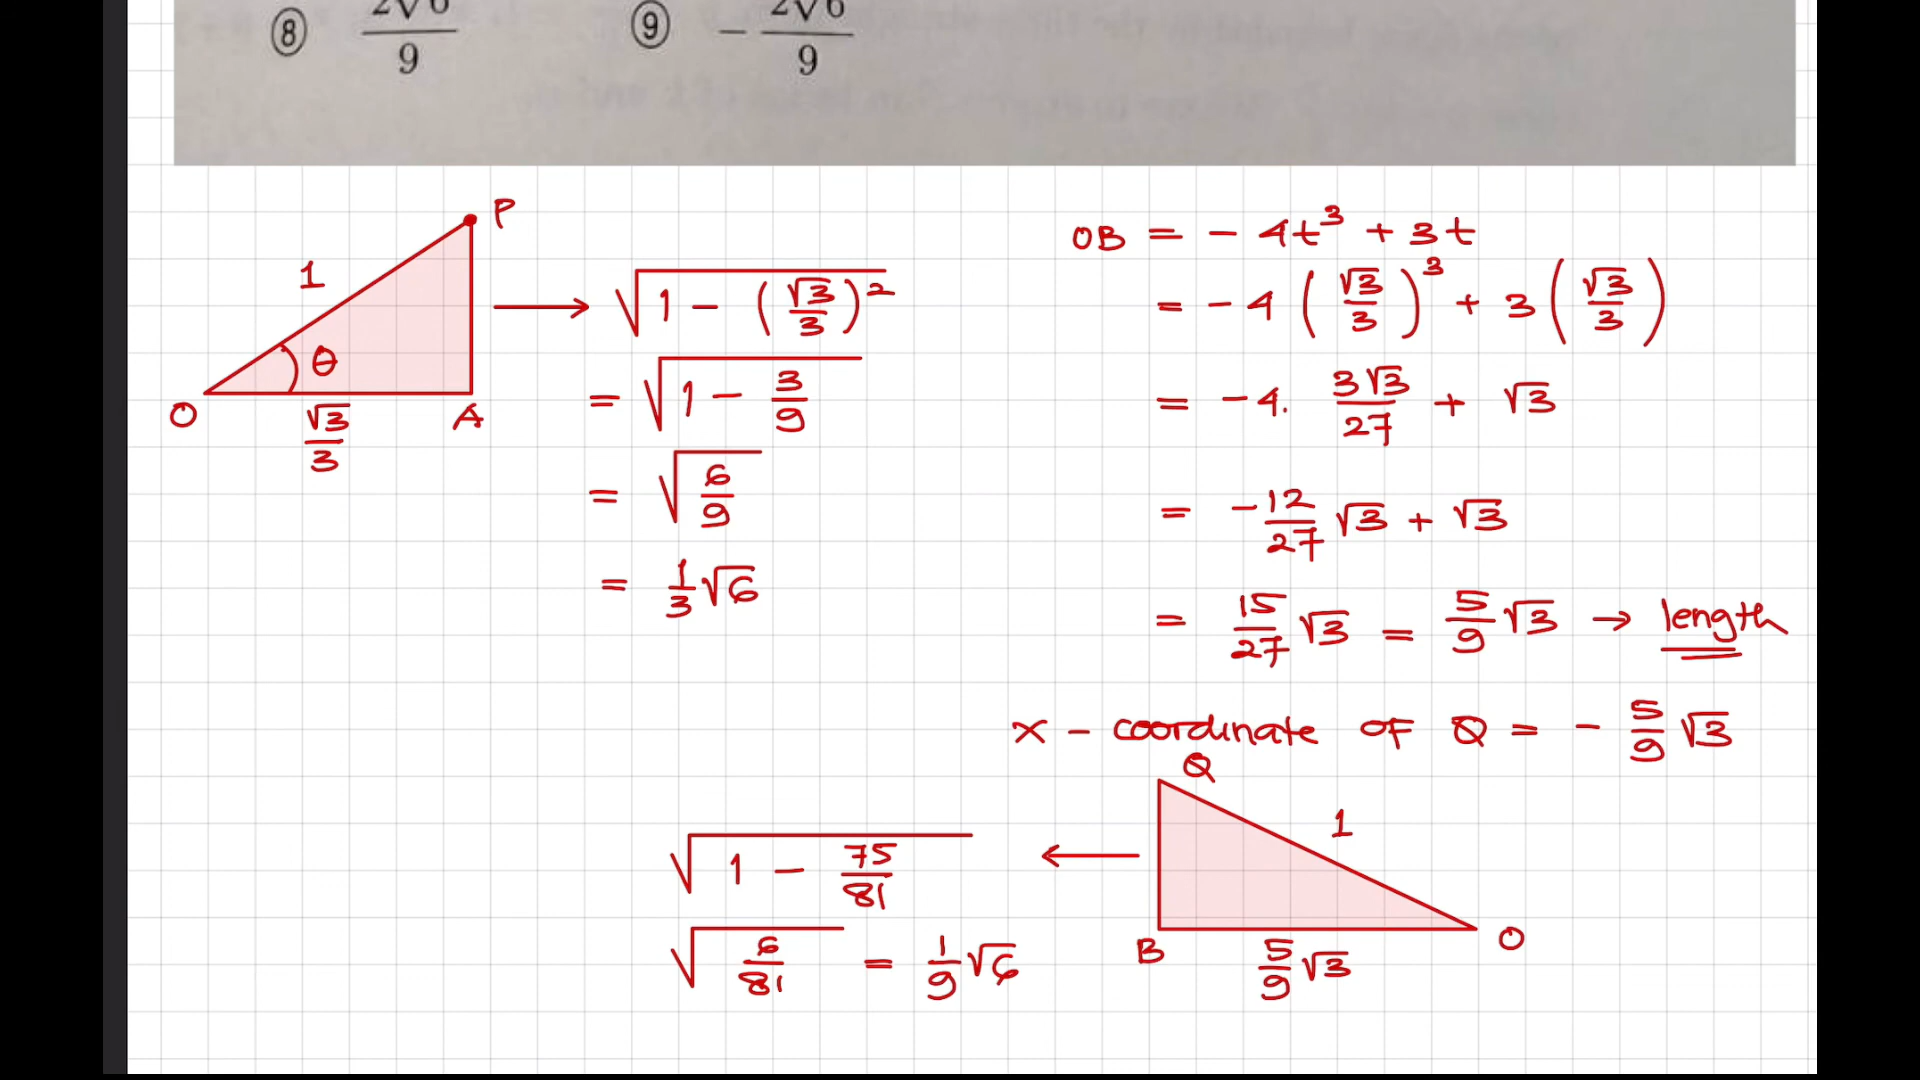 ⑧ 2√6/9 ⑨ -2√6/9
P
1
θ
O √3/3 A
→ √(1 - (√3/3)²)
= √(1 - 3/9)
= √(6/9)
= 1/3 √6
OB = - 4t³ + 3t
= - 4 (√3/3)³ + 3 (√3/3)
= - 4. 3√3/27 + √3
= -12/27 √3 + √3
= 15/27 √3 = 5/9 √3 → length
x - coordinate of Q = - 5/9 √3
Q
1
B 5/9 √3 O
← √(1 - 75/81)
√(6/81) = 1/9 √6